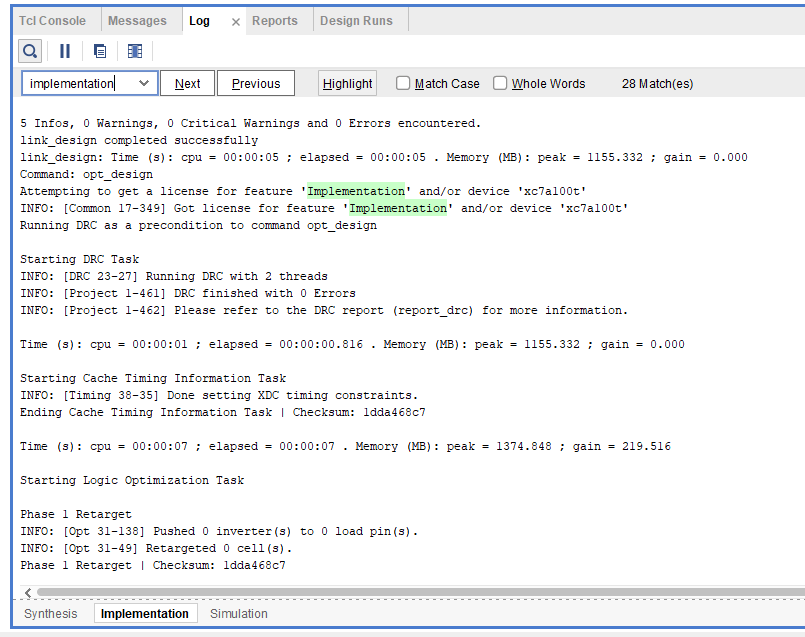 Tcl Console Messages Log × Reports Design Runs
implementation Next Previous Highlight Match Case Whole Words 28 Match(es)
5 Infos, 0 Warnings, 0 Critical Warnings and 0 Errors encountered.
link_design completed successfully
link_design: Time (s): cpu = 00:00:05 ; elapsed = 00:00:05 . Memory (MB): peak = 1155.332 ; gain = 0.000
Command: opt_design
Attempting to get a license for feature 'Implementation' and/or device 'xc7a100t'
INFO: [Common 17-349] Got license for feature 'Implementation' and/or device 'xc7a100t'
Running DRC as a precondition to command opt_design
Starting DRC Task
INFO: [DRC 23-27] Running DRC with 2 threads
INFO: [Project 1-461] DRC finished with 0 Errors
INFO: [Project 1-462] Please refer to the DRC report (report_drc) for more information.
Time (s): cpu = 00:00:01 ; elapsed = 00:00:00.816 . Memory (MB): peak = 1155.332 ; gain = 0.000
Starting Cache Timing Information Task
INFO: [Timing 38-35] Done setting XDC timing constraints.
Ending Cache Timing Information Task | Checksum: 1dda468c7
Time (s): cpu = 00:00:07 ; elapsed = 00:00:07 . Memory (MB): peak = 1374.848 ; gain = 219.516
Starting Logic Optimization Task
Phase 1 Retarget
INFO: [Opt 31-138] Pushed 0 inverter(s) to 0 load pin(s).
INFO: [Opt 31-49] Retargeted 0 cell(s).
Phase 1 Retarget | Checksum: 1dda468c7
Synthesis Implementation Simulation